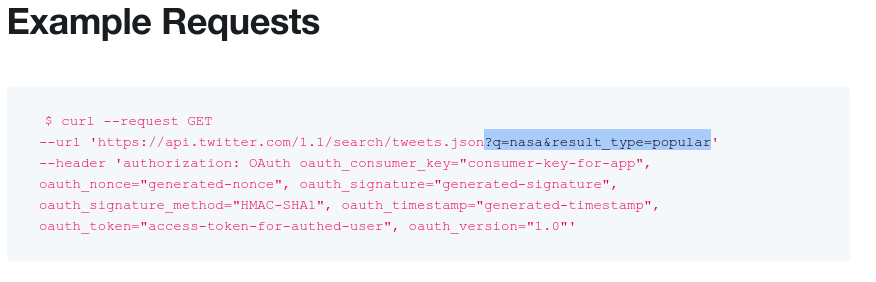 Example Requests
$ curl --request GET
--url 'https://api.twitter.com/1.1/search/tweets.json?q=nasa&result_type=popular'
--header 'authorization: OAuth oauth_consumer_key="consumer-key-for-app",
oauth_nonce="generated-nonce", oauth_signature="generated-signature",
oauth_signature_method="HMAC-SHA1", oauth_timestamp="generated-timestamp",
oauth_token="access-token-for-authed-user", oauth_version="1.0"'